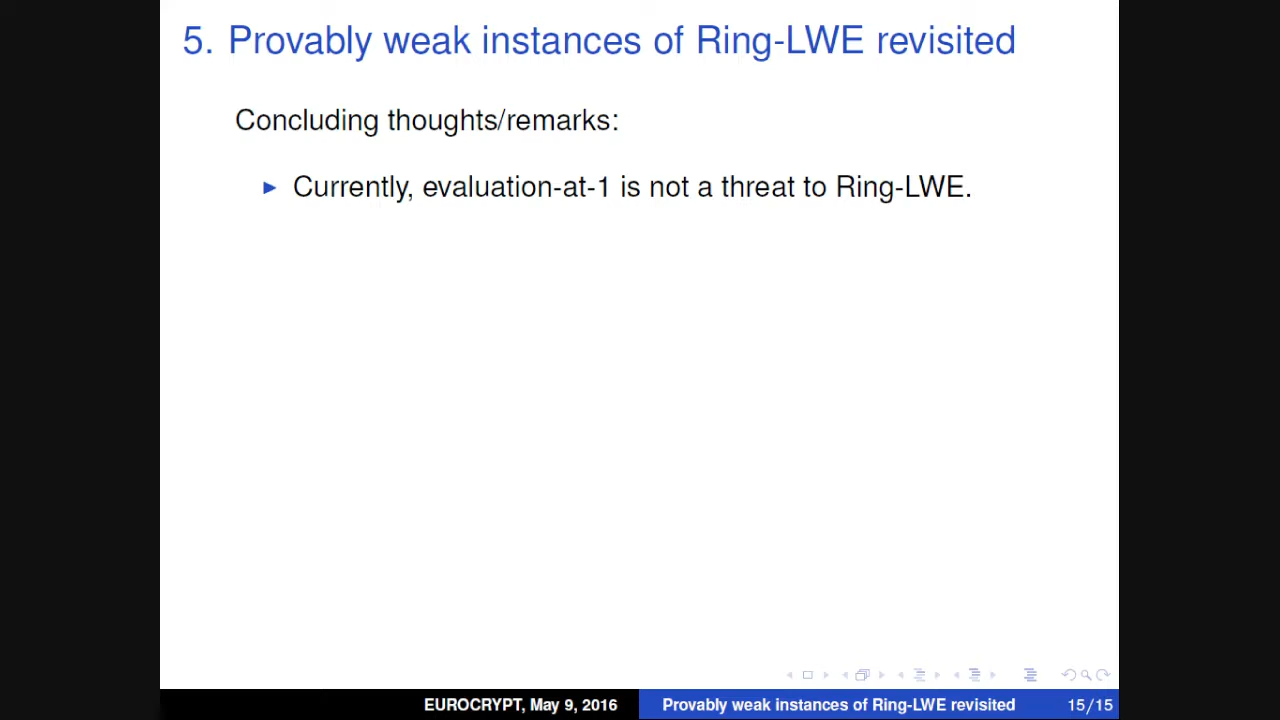 5. Provably weak instances of Ring-LWE revisited
Concluding thoughts/remarks:
Currently, evaluation-at-1 is not a threat to Ring-LWE.
EUROCRYPT, May 9, 2016 Provably weak instances of Ring-LWE revisited 15/15